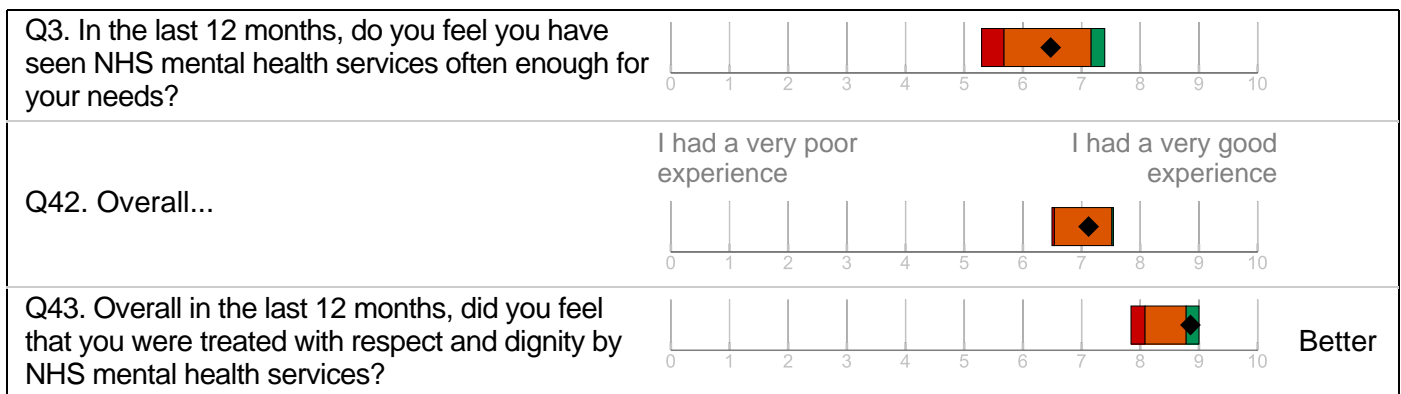 Q3. In the last 12 months, do you feel you have
seen NHS mental health services often enough for
your needs?
0 1 2 3 4 5 6 7 8 9 10
I had a very poor
experience
I had a very good
experience
Q42. Overall...
0 1 2 3 4 5 6 7 8 9 10
Q43. Overall in the last 12 months, did you feel
that you were treated with respect and dignity by
NHS mental health services?
0 1 2 3 4 5 6 7 8 9 10
Better